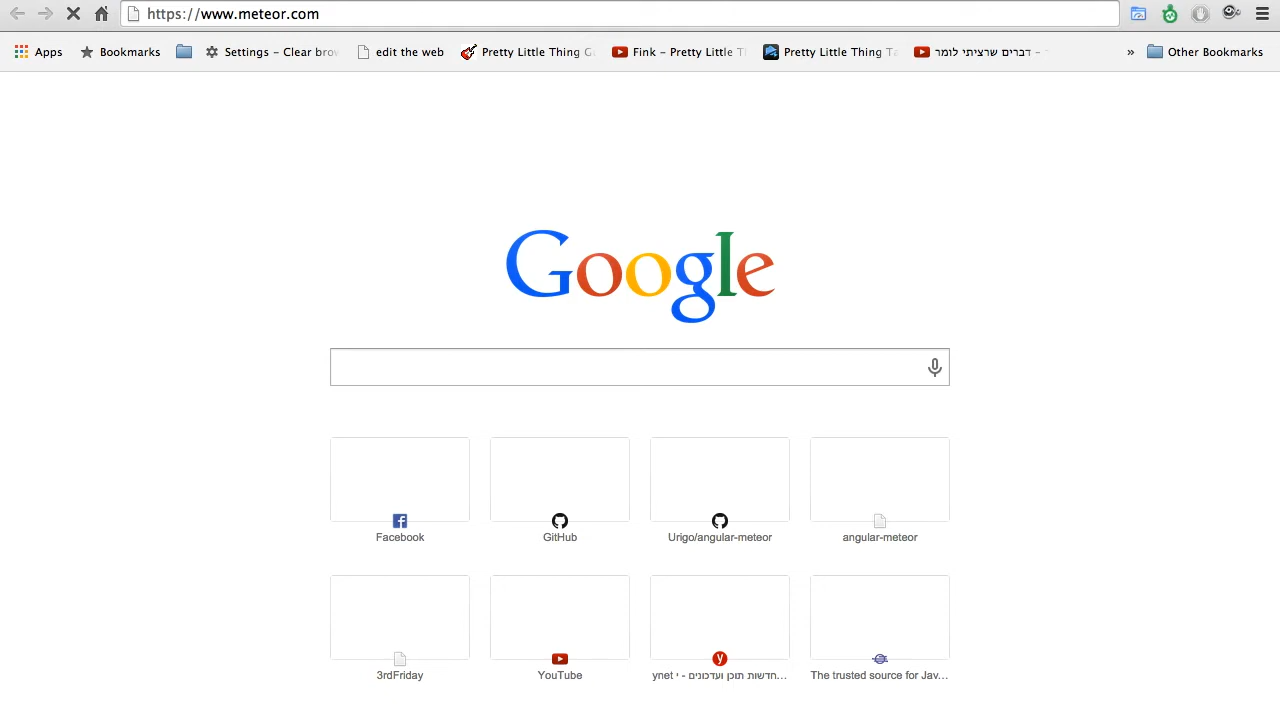 https://www.meteor.com
Apps Bookmarks Settings – Clear brow edit the web Pretty Little Thing G Fink – Pretty Little T Pretty Little Thing Ta דברים שרציתי לומר – » Other Bookmarks
Google
Facebook GitHub Urigo/angular-meteor angular-meteor
3rdFriday YouTube ynet - חדשות תוכן ועדכונים - י... The trusted source for Jav...